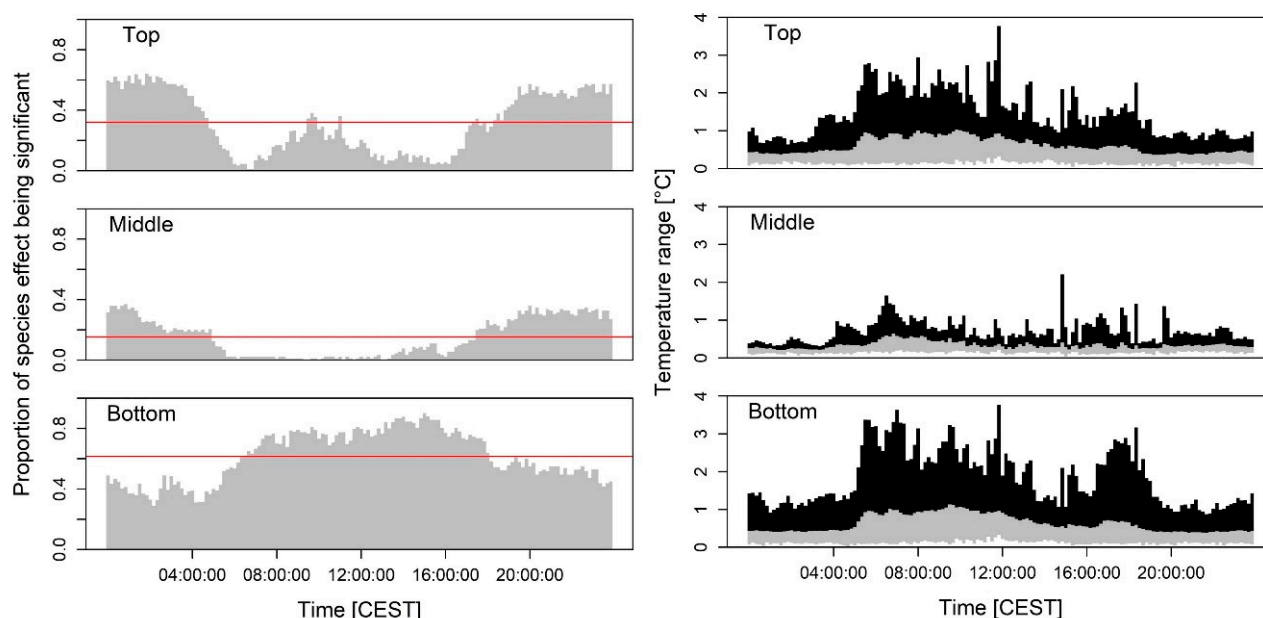 Proportion of species effect being significant
Top
0.0 0.4 0.8
Middle
0.0 0.4 0.8
Bottom
0.0 0.4 0.8
04:00:00 08:00:00 12:00:00 16:00:00 20:00:00
Time [CEST]
Temperature range [°C]
Top
0 1 2 3 4
Middle
0 1 2 3 4
Bottom
0 1 2 3 4
04:00:00 08:00:00 12:00:00 16:00:00 20:00:00
Time [CEST]